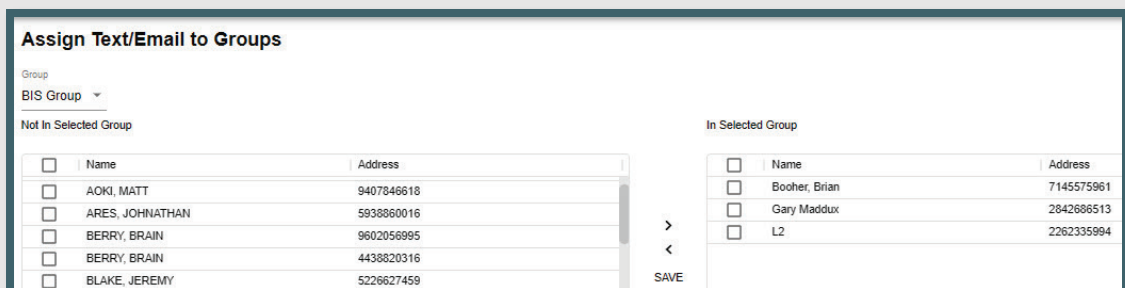 Assign Text/Email to Groups
Group
BIS Group
Not In Selected Group
In Selected Group
Name Address
Name Address
AOKI, MATT 9407846618
Booher, Brian 7145575961
ARES, JOHNATHAN 5938860016
Gary Maddux 2842686513
BERRY, BRAIN 9602056995
L2 2262335994
BERRY, BRAIN 4438820316
BLAKE, JEREMY 5226627459
>
<
SAVE